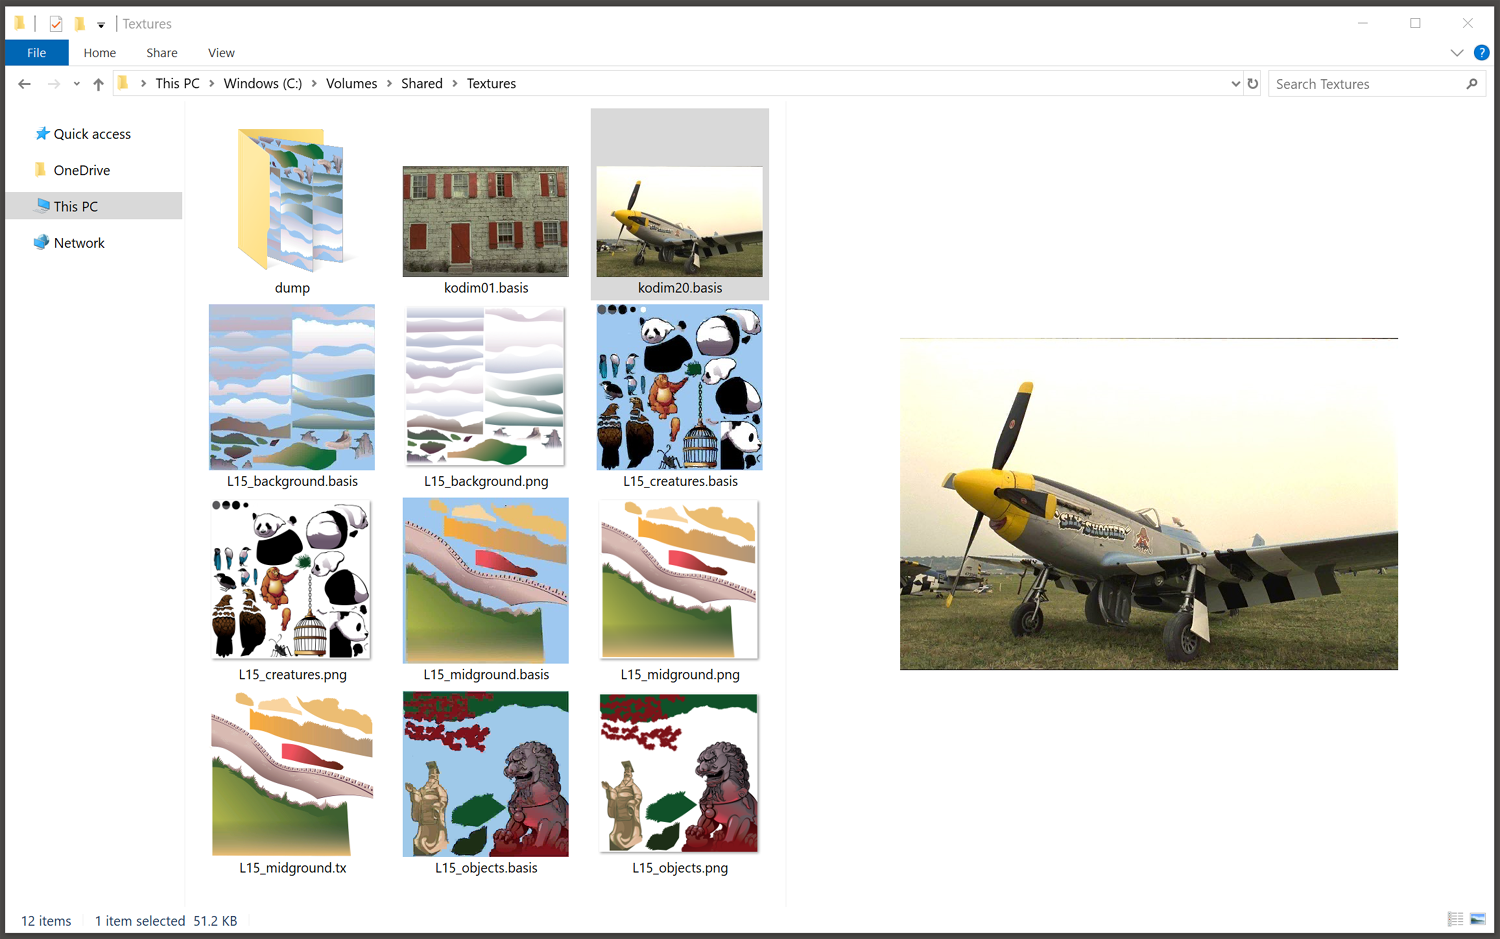 Textures
File Home Share View
This PC Windows (C:) Volumes Shared Textures
Search Textures
Quick access
OneDrive
This PC
Network
dump kodim01.basis kodim20.basis
L15_background.basis L15_background.png L15_creatures.basis
L15_creatures.png L15_midground.basis L15_midground.png
L15_midground.tx L15_objects.basis L15_objects.png
SIX-SHOOTER
12 items 1 item selected 51.2 KB